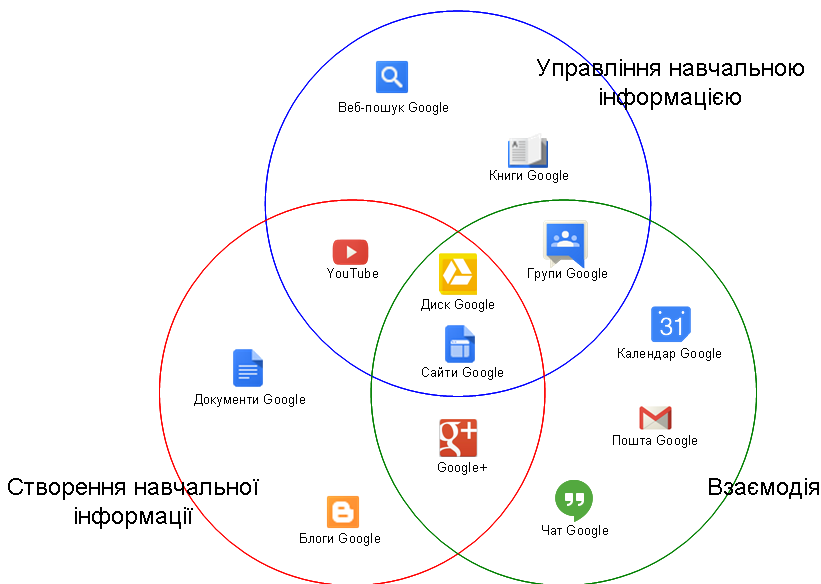 Управління навчальною
інформацією
Веб-пошук Google
Книги Google
YouTube
Групи Google
Диск Google
31
Календар Google
Сайти Google
Документи Google
g+
Google+
Пошта Google
Створення навчальної
інформації
Взаємодія
Блоги Google
Чат Google